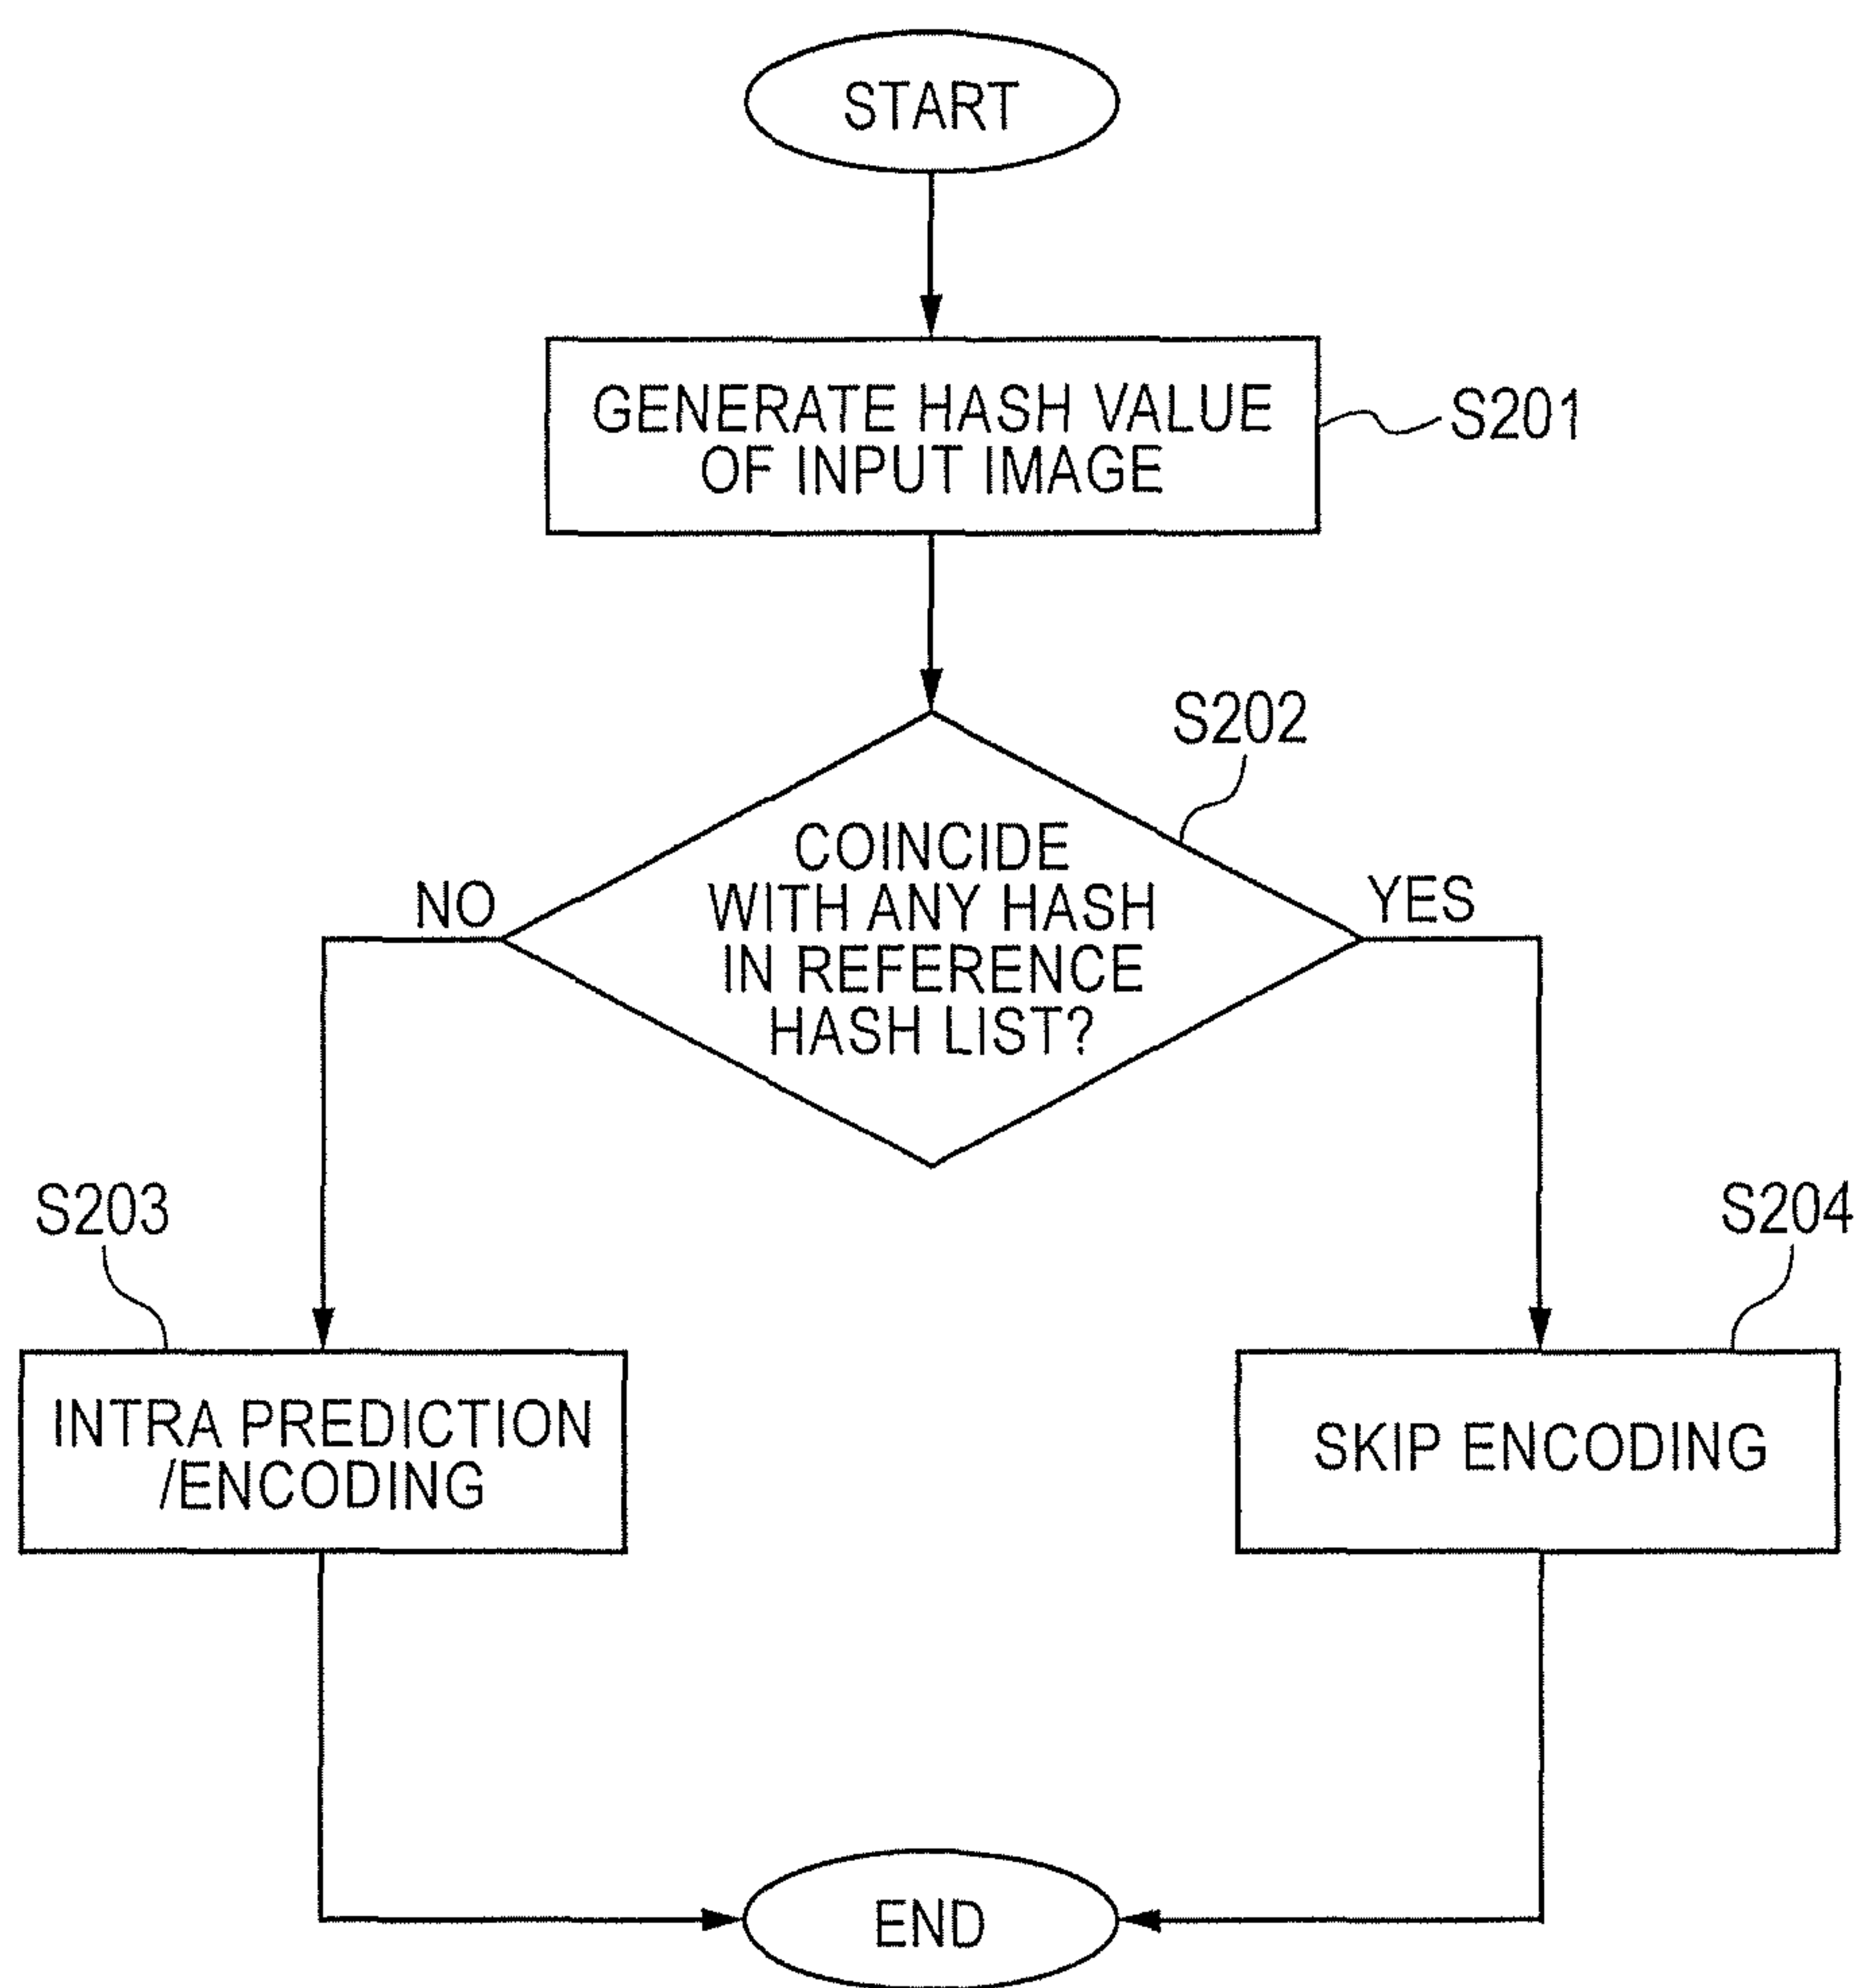 START
GENERATE HASH VALUE
OF INPUT IMAGE
S201
S202
COINCIDE
WITH ANY HASH
IN REFERENCE
HASH LIST?
NO
YES
S203
S204
INTRA PREDICTION
/ENCODING
SKIP ENCODING
END